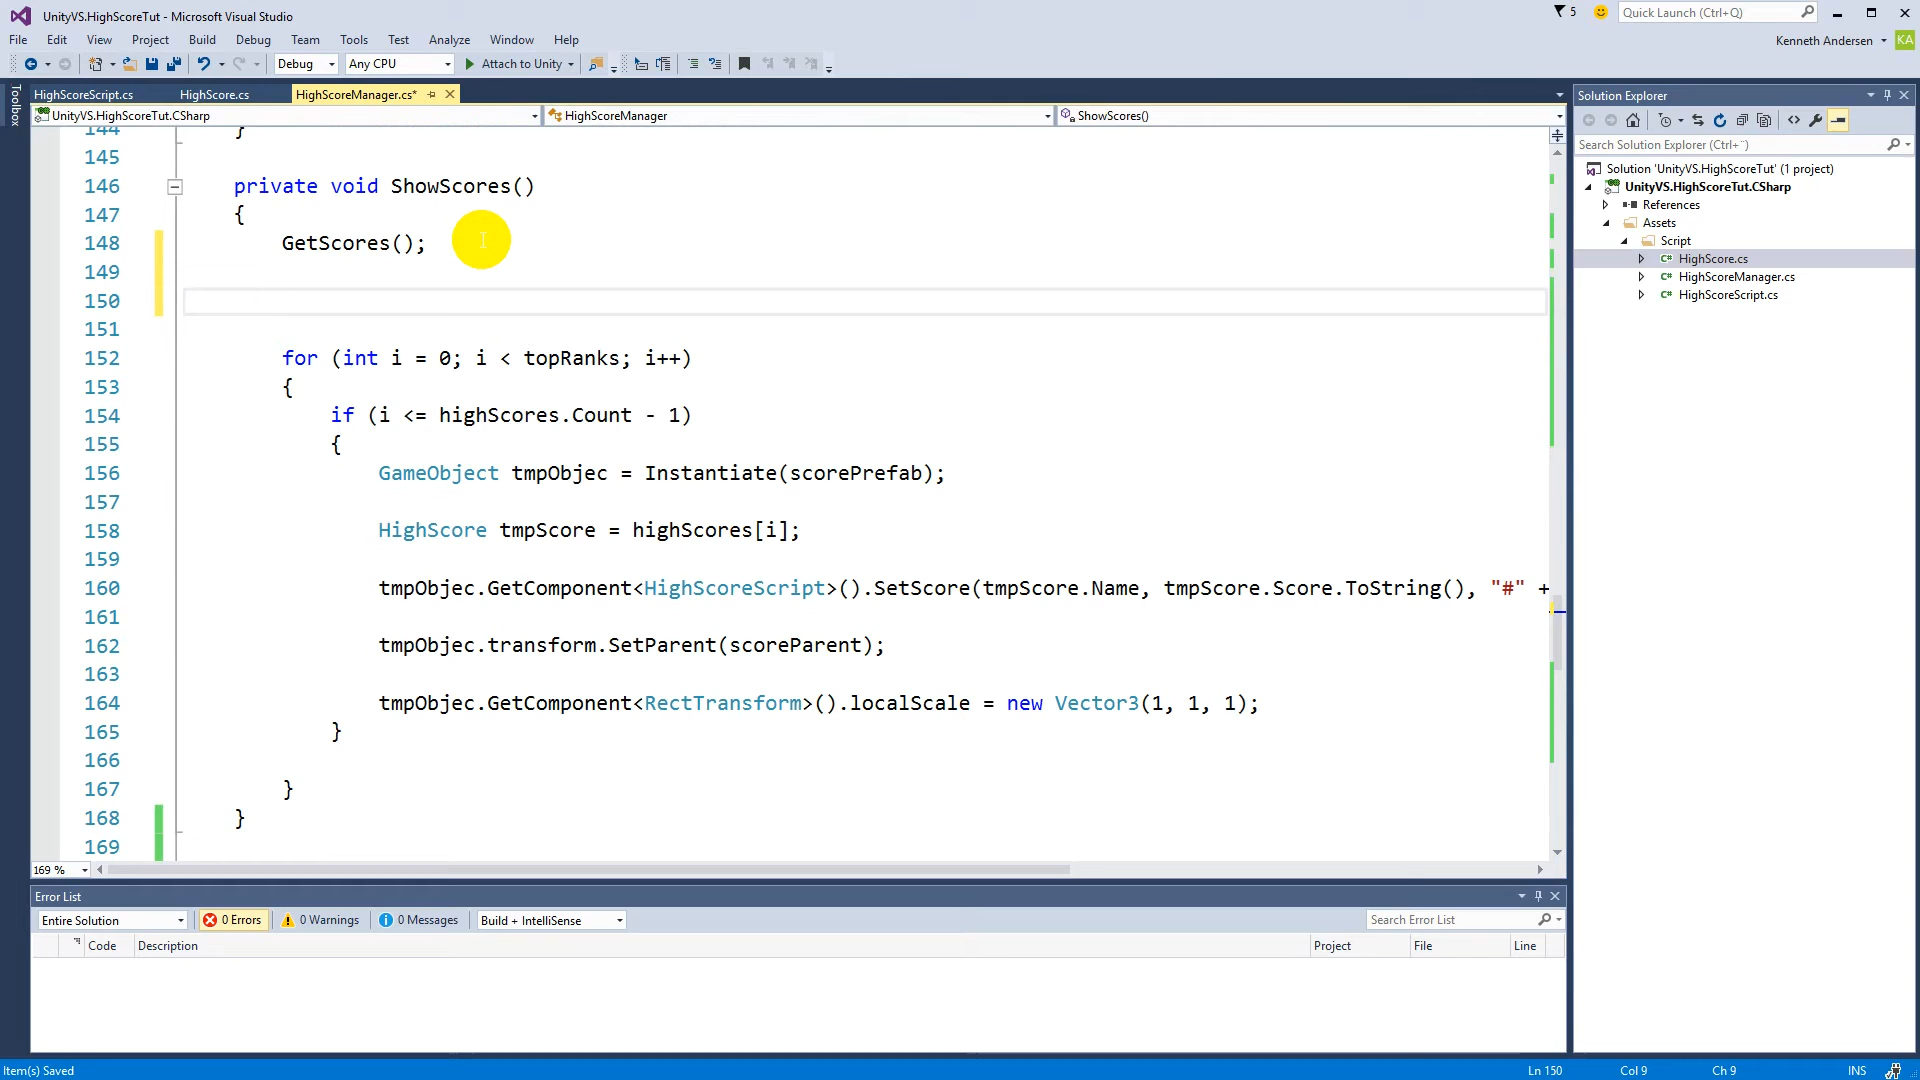 UnityVS.HighScoreTut - Microsoft Visual Studio
5
Quick Launch (Ctrl+Q)
File Edit View Project Build Debug Team Tools Test Analyze Window Help
Kenneth Andersen KA
Debug Any CPU Attach to Unity
Toolbox
HighScoreScript.cs HighScore.cs HighScoreManager.cs*
UnityVS.HighScoreTut.CSharp HighScoreManager ShowScores()
144 }
145
146 private void ShowScores()
147 {
148 GetScores();
149
150
151
152 for (int i = 0; i < topRanks; i++)
153 {
154 if (i <= highScores.Count - 1)
155 {
156 GameObject tmpObjec = Instantiate(scorePrefab);
157
158 HighScore tmpScore = highScores[i];
159
160 tmpObjec.GetComponent<HighScoreScript>().SetScore(tmpScore.Name, tmpScore.Score.ToString(), "#" +
161
162 tmpObjec.transform.SetParent(scoreParent);
163
164 tmpObjec.GetComponent<RectTransform>().localScale = new Vector3(1, 1, 1);
165 }
166
167 }
168 }
169
169 %
Solution Explorer
Search Solution Explorer (Ctrl+¨)
Solution 'UnityVS.HighScoreTut' (1 project)
UnityVS.HighScoreTut.CSharp
References
Assets
Script
C# HighScore.cs
C# HighScoreManager.cs
C# HighScoreScript.cs
Error List
Entire Solution 0 Errors 0 Warnings 0 Messages Build + IntelliSense Search Error List
Code Description Project File Line
Item(s) Saved Ln 150 Col 9 Ch 9 INS